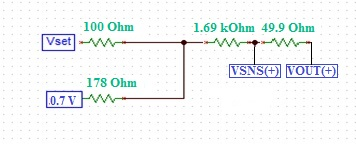 100 Ohm
1.69 kOhm 49.9 Ohm
Vset
VSNS(+) VOUT(+)
178 Ohm
0.7 V